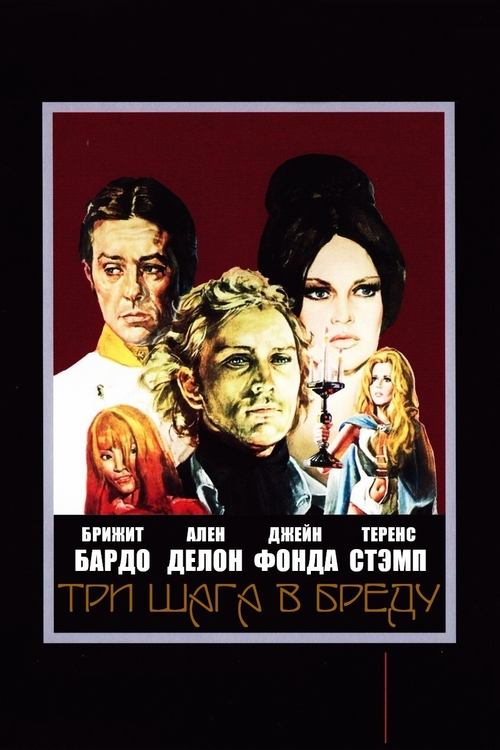 БРИЖИТ АЛЕН ДЖЕЙН ТЕРЕНС
БАРДО ДЕЛОН ФОНДА СТЭМП
ТРИ ШАГА В БРЕДУ